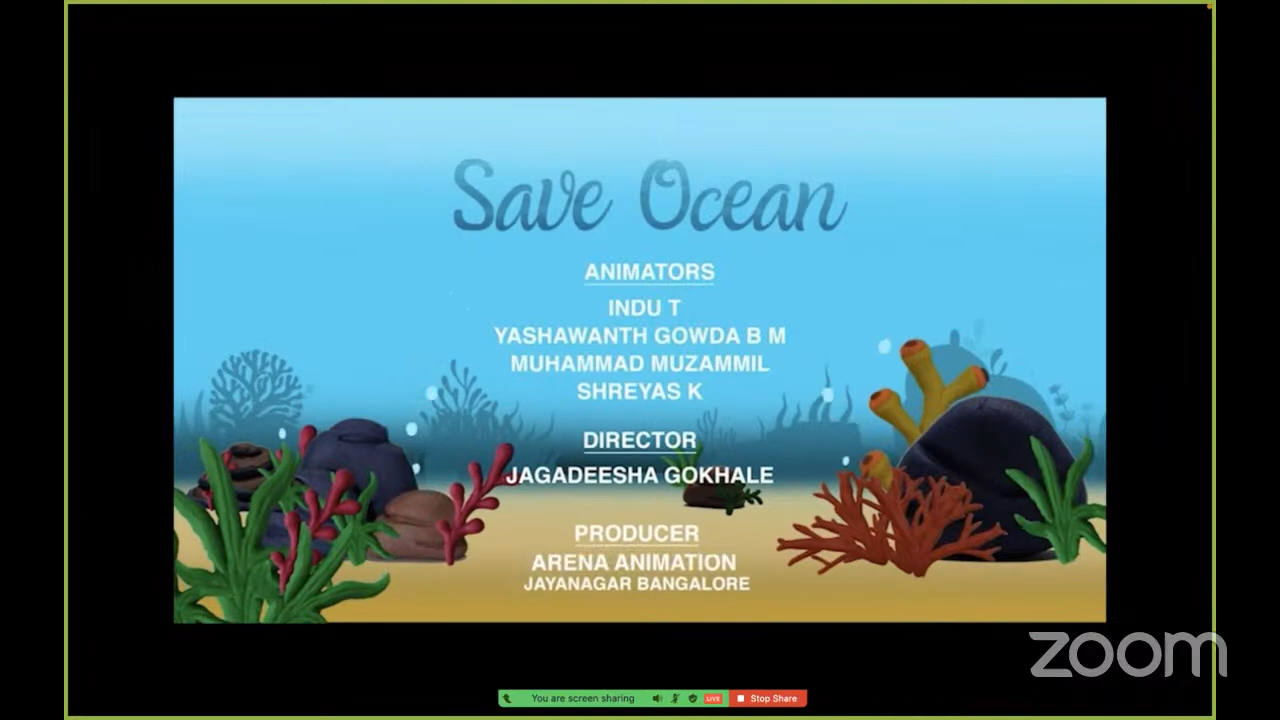 Save Ocean
ANIMATORS
INDU T
YASHAWANTH GOWDA B M
MUHAMMAD MUZAMMIL
SHREYAS K
DIRECTOR
JAGADEESHA GOKHALE
PRODUCER
ARENA ANIMATION
JAYANAGAR BANGALORE
zoom
You are screen sharing LIVE Stop Share